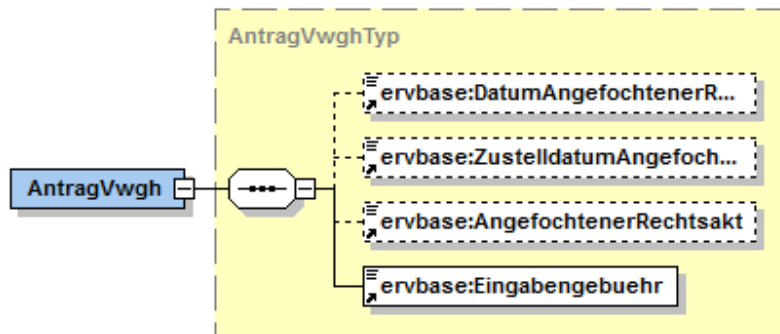 AntragVwghTyp
ervbase:DatumAngefochtenerR...
ervbase:ZustelldatumAngefoch...
AntragVwgh
ervbase:AngefochtenerRechtsakt
ervbase:Eingabengebuehr